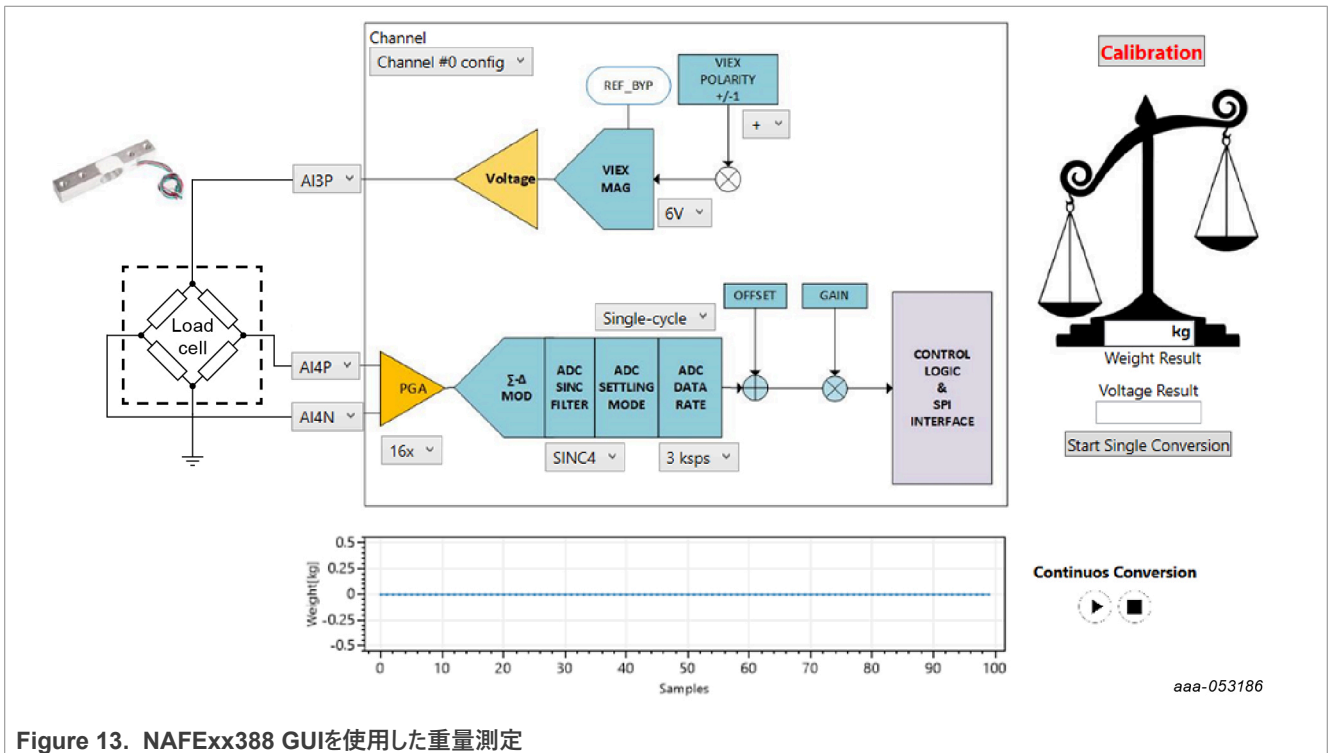 Channel
Channel #0 config
REF_BYP
VIEX
POLARITY
+/-1
+
AI3P
Voltage
VIEX
MAG
6V
Calibration
Load
cell
AI4P
AI4N
PGA
16x
Σ-Δ
MOD
ADC
SINC
FILTER
SINC4
Single-cycle
ADC
SETTLING
MODE
ADC
DATA
RATE
3 ksps
OFFSET
GAIN
CONTROL
LOGIC
&
SPI
INTERFACE
kg
Weight Result
Voltage Result
Start Single Conversion
Weight[kg]
0.5
0.25
0
-0.25
-0.5
0 10 20 30 40 50 60 70 80 90 100
Samples
Continuos Conversion
aaa-053186
Figure 13. NAFExx388 GUIを使用した重量測定